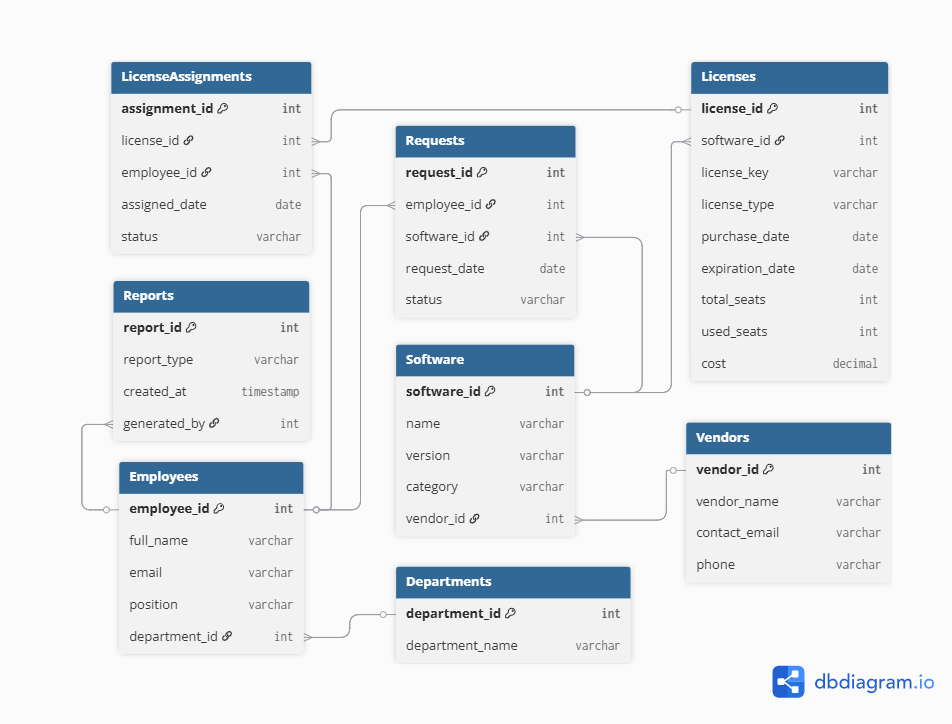 LicenseAssignments
assignment_id int
license_id int
employee_id int
assigned_date date
status varchar
Reports
report_id int
report_type varchar
created_at timestamp
generated_by int
Employees
employee_id int
full_name varchar
email varchar
position varchar
department_id int
Requests
request_id int
employee_id int
software_id int
request_date date
status varchar
Software
software_id int
name varchar
version varchar
category varchar
vendor_id int
Departments
department_id int
department_name varchar
Licenses
license_id int
software_id int
license_key varchar
license_type varchar
purchase_date date
expiration_date date
total_seats int
used_seats int
cost decimal
Vendors
vendor_id int
vendor_name varchar
contact_email varchar
phone varchar
dbdiagram.io